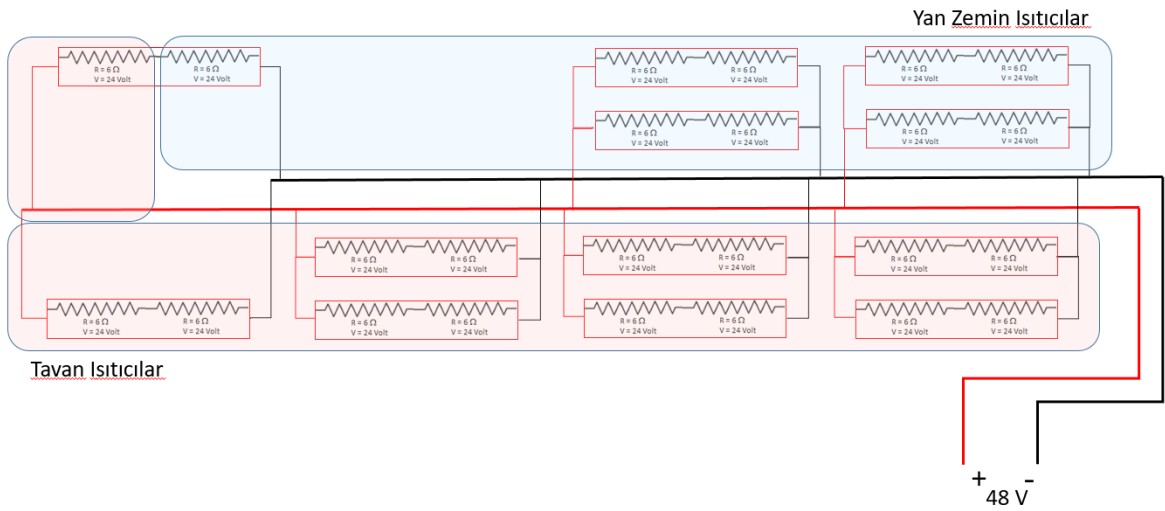 Yan Zemin Isıtıcılar
R = 6 Ω
V = 24 Volt
R = 6 Ω
V = 24 Volt
R = 6 Ω
V = 24 Volt
R = 6 Ω
V = 24 Volt
R = 6 Ω
V = 24 Volt
R = 6 Ω
V = 24 Volt
R = 6 Ω
V = 24 Volt
R = 6 Ω
V = 24 Volt
R = 6 Ω
V = 24 Volt
R = 6 Ω
V = 24 Volt
R = 6 Ω
V = 24 Volt
R = 6 Ω
V = 24 Volt
R = 6 Ω
V = 24 Volt
R = 6 Ω
V = 24 Volt
R = 6 Ω
V = 24 Volt
R = 6 Ω
V = 24 Volt
R = 6 Ω
V = 24 Volt
R = 6 Ω
V = 24 Volt
R = 6 Ω
V = 24 Volt
R = 6 Ω
V = 24 Volt
R = 6 Ω
V = 24 Volt
R = 6 Ω
V = 24 Volt
R = 6 Ω
V = 24 Volt
R = 6 Ω
V = 24 Volt
Tavan Isıtıcılar
+ -
48 V